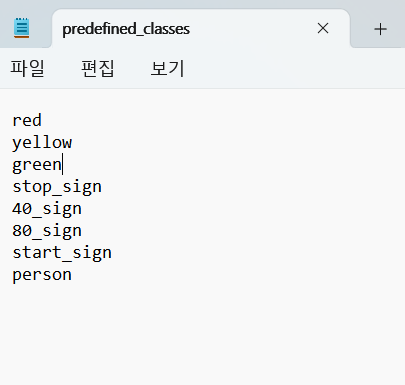 predefined_classes
파일 편집 보기
red
yellow
green
stop_sign
40_sign
80_sign
start_sign
person